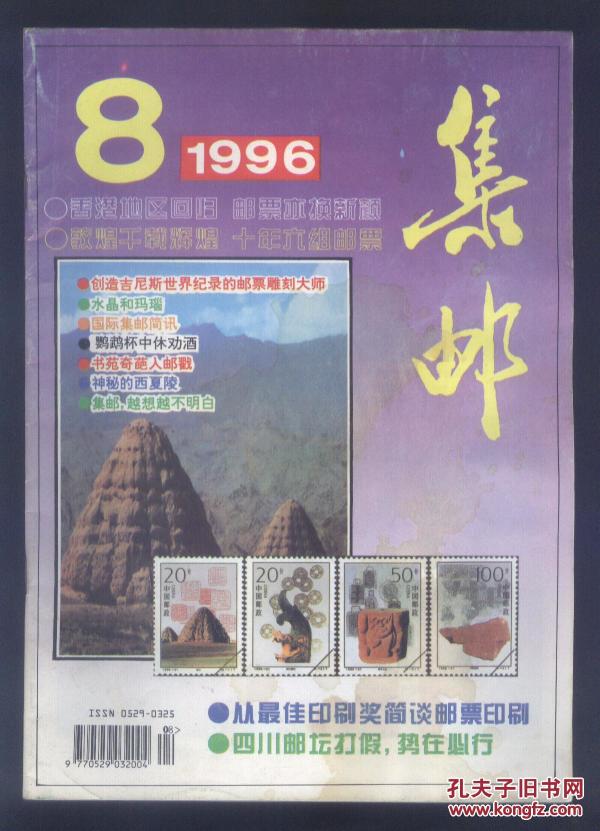 8
1996
集邮
○香港地区回归 邮票亦换新颜
○敦煌千载辉煌 十年六组邮票
●创造吉尼斯世界纪录的邮票雕刻大师
●水晶和玛瑙
●国际集邮简讯
●鹦鹉杯中休劝酒
●书苑奇葩人邮戳
●神秘的西夏陵
●集邮，越想越不明白
20分
中国邮政
CHINA
20分
中国邮政
CHINA
50分
中国邮政
CHINA
100分
中国邮政
CHINA
ISSN 0529-0325
08>
9 770529 032004
●从最佳印刷奖简谈邮票印刷
●四川邮坛打假，势在必行
孔夫子旧书网
www.kongfz.com